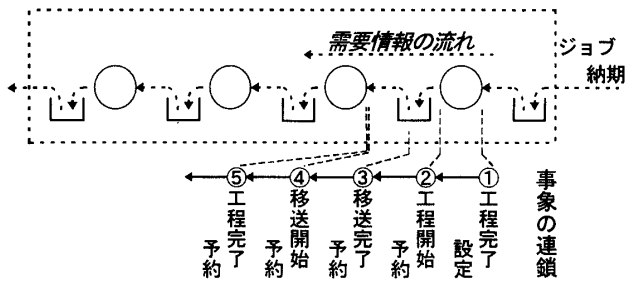 需要情報の流れ
ジョブ
納期
①工程完了
設定
②工程開始
予約
③移送完了
予約
④移送開始
予約
⑤工程完了
予約
事象の連鎖